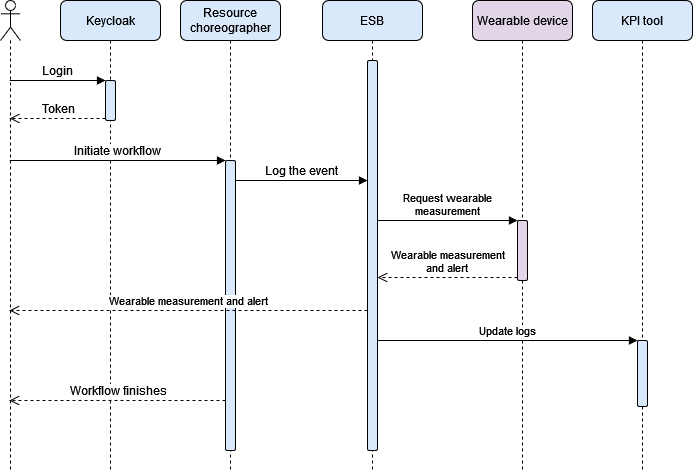 Keycloak
Resource
choreographer
ESB
Wearable device
KPI tool
Login
Token
Initiate workflow
Log the event
Request wearable
measurement
Wearable measurement
and alert
Wearable measurement and alert
Update logs
Workflow finishes